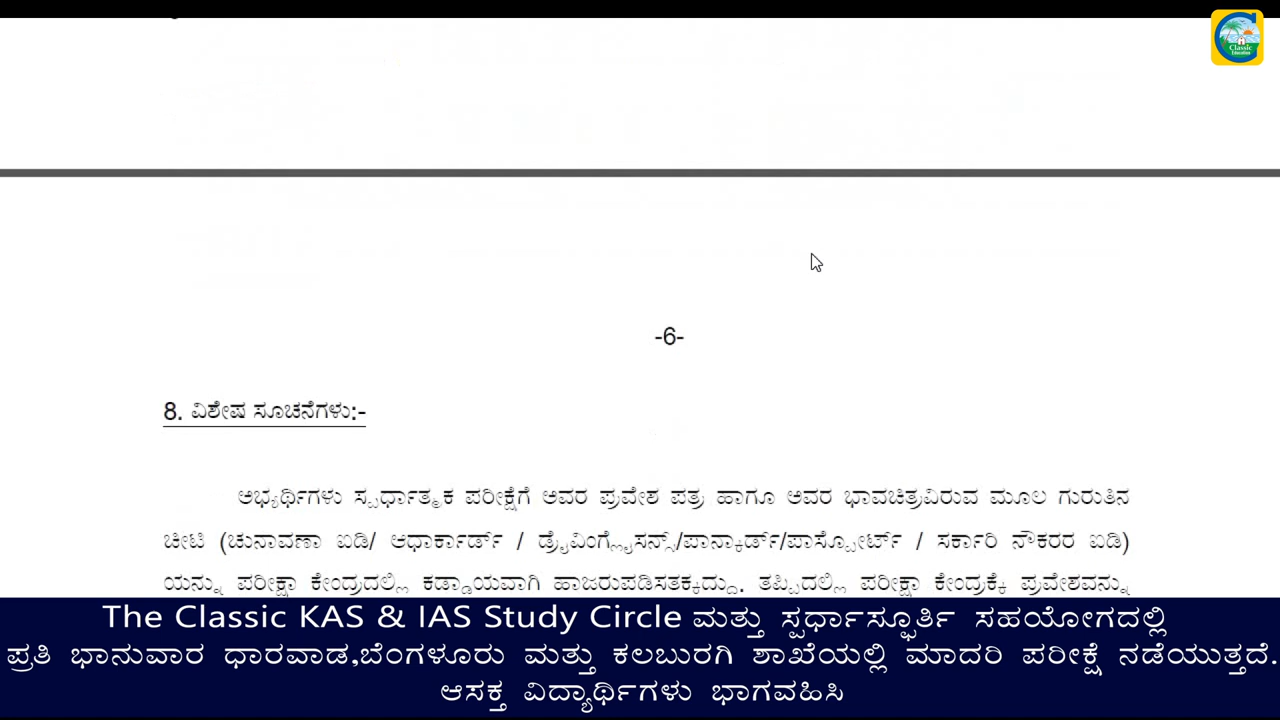 Classic
Education
-6-
8. ವಿಶೇಷ ಸೂಚನೆಗಳು:-
ಅಭ್ಯರ್ಥಿಗಳು ಸ್ಪರ್ಧಾತ್ಮಕ ಪರೀಕ್ಷೆಗೆ ಅವರ ಪ್ರವೇಶ ಪತ್ರ ಹಾಗೂ ಅವರ ಭಾವಚಿತ್ರವಿರುವ ಮೂಲ ಗುರುತಿನ
ಚೀಟಿ (ಚುನಾವಣಾ ಐಡಿ/ ಆಧಾರ್ಕಾರ್ಡ್ / ಡ್ರೈವಿಂಗ್ಲೈಸನ್ಸ್/ಪಾನ್ಕಾರ್ಡ್/ಪಾಸ್ಪೋರ್ಟ್ / ಸರ್ಕಾರಿ ನೌಕರರ ಐಡಿ)
ಯನ್ನು ಪರೀಕ್ಷಾ ಕೇಂದ್ರದಲ್ಲಿ ಕಡ್ಡಾಯವಾಗಿ ಹಾಜರುಪಡಿಸತಕ್ಕದ್ದು. ತಪ್ಪಿದಲ್ಲಿ ಪರೀಕ್ಷಾ ಕೇಂದ್ರಕ್ಕೆ ಪ್ರವೇಶವನ್ನು
The Classic KAS & IAS Study Circle ಮತ್ತು ಸ್ಪರ್ಧಾಸ್ಫೂರ್ತಿ ಸಹಯೋಗದಲ್ಲಿ
ಪ್ರತಿ ಭಾನುವಾರ ಧಾರವಾಡ,ಬೆಂಗಳೂರು ಮತ್ತು ಕಲಬುರಗಿ ಶಾಖೆಯಲ್ಲಿ ಮಾದರಿ ಪರೀಕ್ಷೆ ನಡೆಯುತ್ತದೆ.
ಆಸಕ್ತ ವಿದ್ಯಾರ್ಥಿಗಳು ಭಾಗವಹಿಸಿ